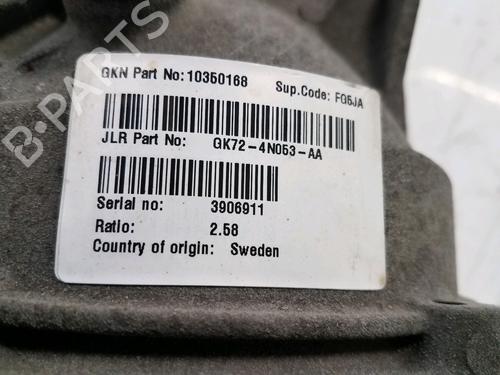 GKN Part No: 10350168 Sup.Code: FG5JA
JLR Part No: GK72-4N053-AA
Serial no: 3906911
Ratio: 2.58
Country of origin: Sweden